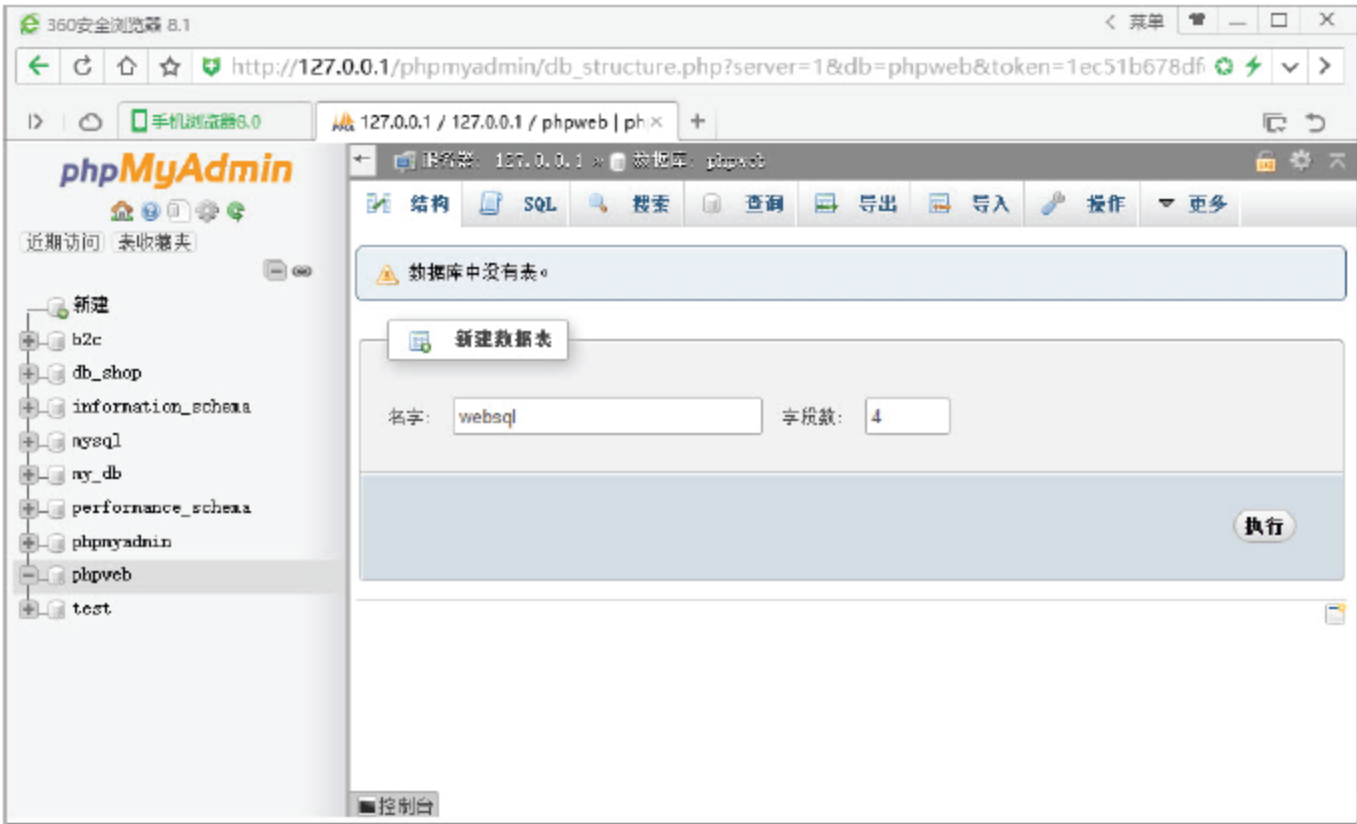 360安全浏览器 8.1
菜单
http://127.0.0.1/phpmyadmin/db_structure.php?server=1&db=phpweb&token=1ec51b678df
手机浏览器8.0
127.0.0.1 / 127.0.0.1 / phpweb | ph
phpMyAdmin
近期访问 表收藏夹
新建
b2c
db_shop
information_schema
mysql
my_db
performance_schema
phpmyadmin
phpweb
test
服务器: 127.0.0.1 » 数据库: phpweb
结构 SQL 搜索 查询 导出 导入 操作 更多
数据库中没有表。
新建数据表
名字: websql 字段数: 4
执行
控制台